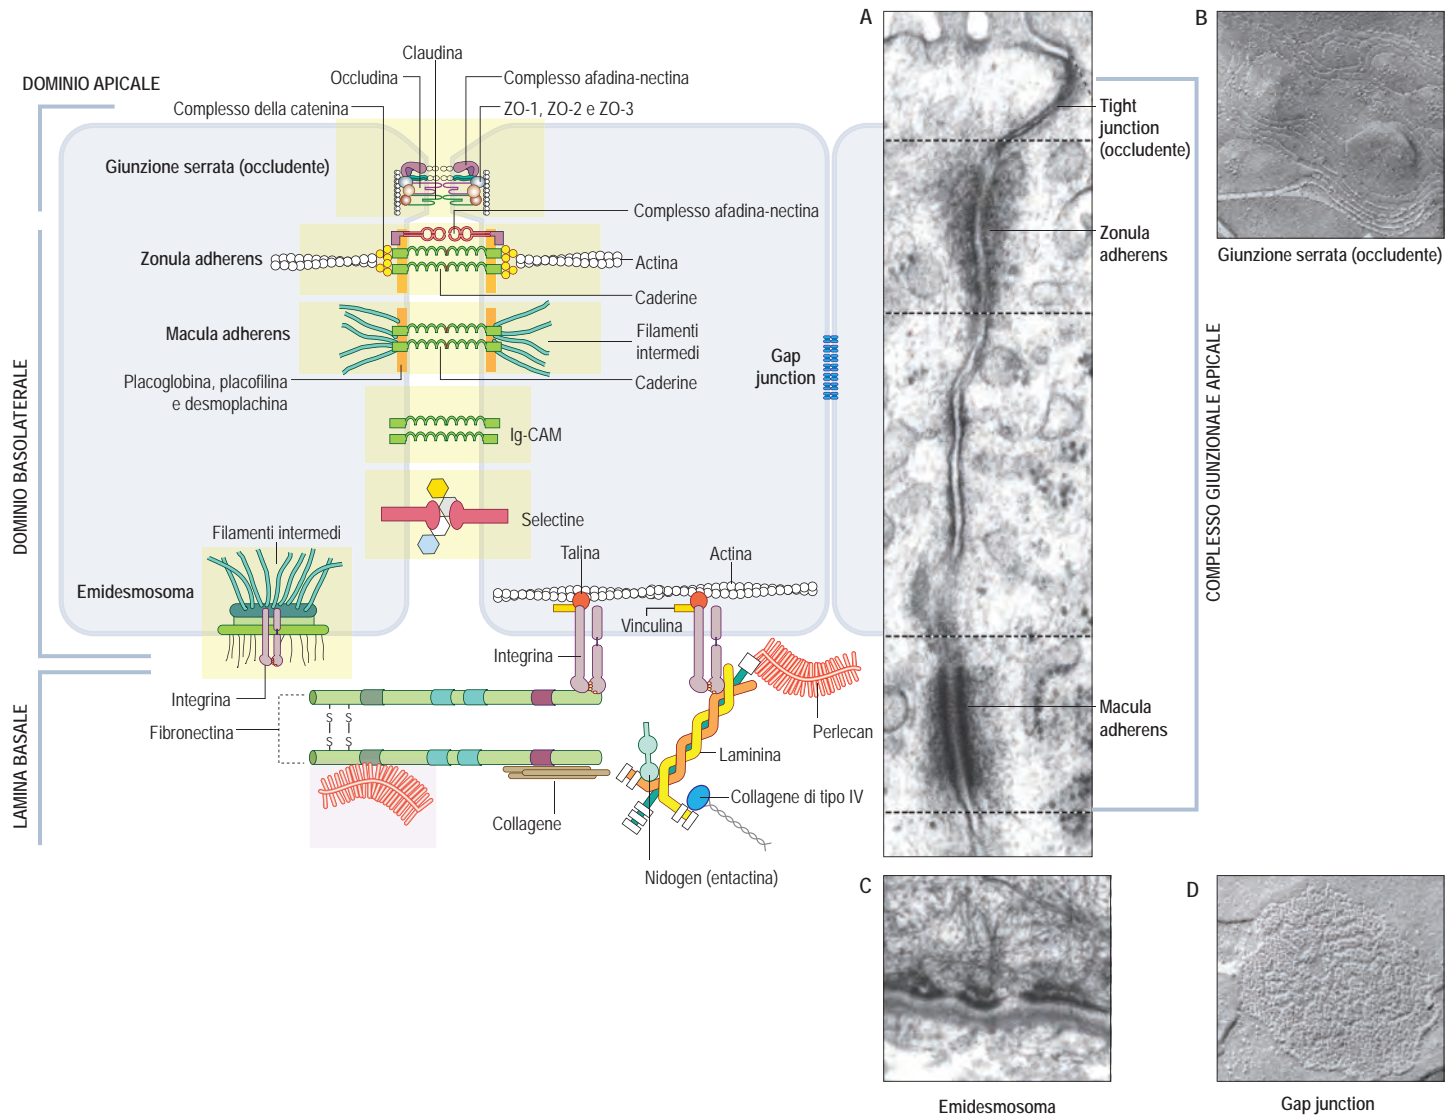 A
B
Claudina
Occludina
Complesso afadina-nectina
DOMINIO APICALE
Complesso della catenina
ZO-1, ZO-2 e ZO-3
Tight
junction
(occludente)
Giunzione serrata (occludente)
Complesso afadina-nectina
Zonula
adherens
Giunzione serrata (occludente)
Zonula adherens
Actina
Caderine
Macula adherens
Filamenti
intermedi
Gap
junction
Placoglobina, placofilina
e desmoplachina
Caderine
DOMINIO BASOLATERALE
COMPLESSO GIUNZIONALE APICALE
Ig-CAM
Selectine
Filamenti intermedi
Talina
Actina
Emidesmosoma
Vinculina
Integrina
Integrina
Macula
adherens
Perlecan
LAMINA BASALE
Fibronectina
S
S
S
S
Laminina
Collagene di tipo IV
Collagene
Nidogen (entactina)
C
D
Emidesmosoma
Gap junction